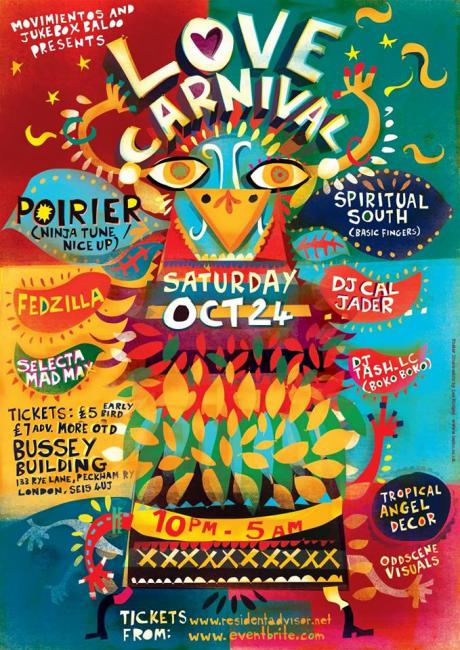 MOVIMIENTOS AND
JUKEBOX BALOO
PRESENTS
LOVE
CARNIVAL
POIRIER
(NINJA TUNE /
NICE UP)
SPIRITUAL
SOUTH
(BASIC FINGERS)
SATURDAY
OCT 24
FEDZILLA
DJ CAL
JADER
SELECTA
MAD MAX
DJ
TASH LC
(BOKO BOKO)
TICKETS: £5 EARLY BIRD
£7 ADV. MORE OTD
BUSSEY
BUILDING
133 RYE LANE, PECKHAM RY
LONDON, SE15 4UJ
TROPICAL
ANGEL
DECOR
10PM - 5AM
ODDSCENE
VISUALS
TICKETS
FROM:
www.residentadvisor.net
www.eventbrite.com